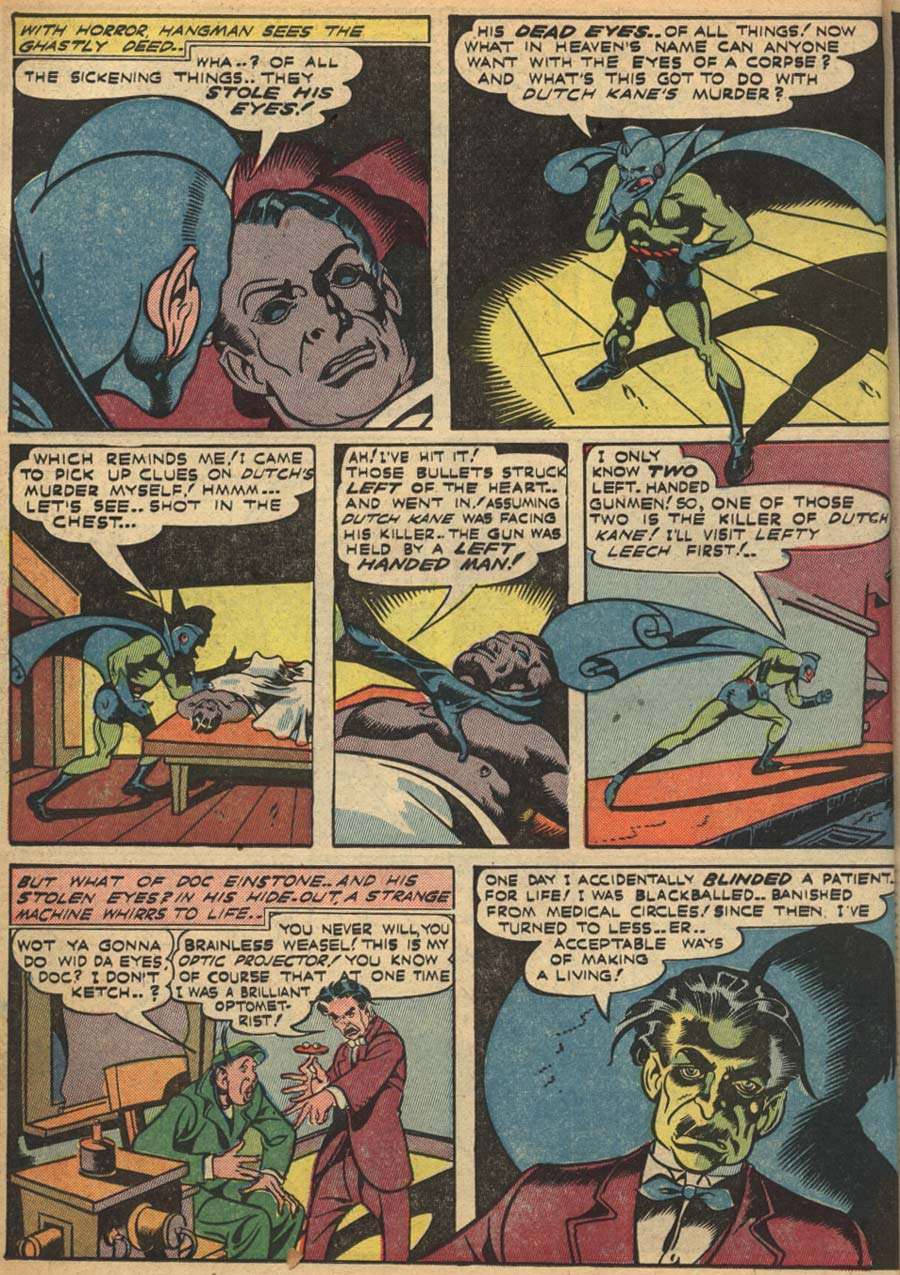 WITH HORROR, HANGMAN SEES THE
GHASTLY DEED..
WHA..? OF ALL
THE SICKENING THINGS.. THEY
STOLE HIS
EYES!
HIS DEAD EYES.. OF ALL THINGS! NOW
WHAT IN HEAVEN'S NAME CAN ANYONE
WANT WITH THE EYES OF A CORPSE?
AND WHAT'S THIS GOT TO DO WITH
DUTCH KANE'S MURDER?
WHICH REMINDS ME! I CAME
TO PICK UP CLUES ON DUTCH'S
MURDER MYSELF! HMMM...
LET'S SEE.. SHOT IN THE
CHEST...
AH! I'VE HIT IT!
THOSE BULLETS STRUCK
LEFT OF THE HEART..
AND WENT IN! ASSUMING
DUTCH KANE WAS FACING
HIS KILLER.. THE GUN WAS
HELD BY A LEFT
HANDED MAN!
I ONLY
KNOW TWO
LEFT. HANDED
GUNMEN! SO, ONE OF THOSE
TWO IS THE KILLER OF DUTCH
KANE! I'LL VISIT LEFTY
LEECH FIRST!..
BUT WHAT OF DOC EINSTONE.. AND HIS
STOLEN EYES? IN HIS HIDE-OUT, A STRANGE
MACHINE WHIRRS TO LIFE..
WOT YA GONNA
DO WID DA EYES,
DOC? I DON'T
KETCH..?
YOU NEVER WILL, YOU
BRAINLESS WEASEL! THIS IS MY
OPTIC PROJECTOR! YOU KNOW
OF COURSE THAT AT ONE TIME
I WAS A BRILLIANT
OPTOMET-
RIST!
ONE DAY I ACCIDENTALLY BLINDED A PATIENT
FOR LIFE! I WAS BLACKBALLED.. BANISHED
FROM MEDICAL CIRCLES! SINCE THEN, I'VE
TURNED TO LESS..ER..
ACCEPTABLE WAYS
OF MAKING
A LIVING!